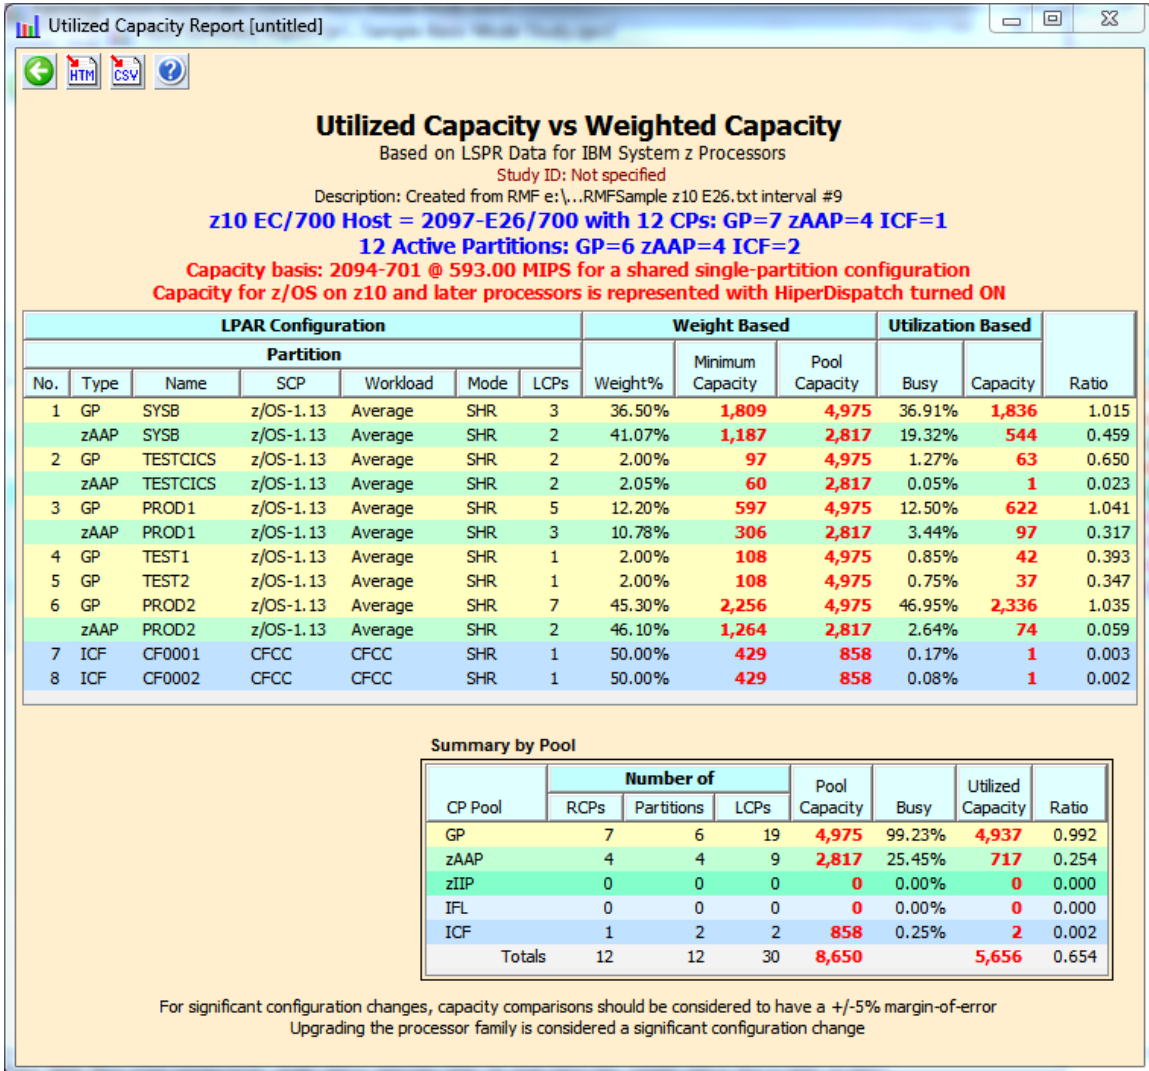 Utilized Capacity Report [untitled]
HTM CSV ?
Utilized Capacity vs Weighted Capacity
Based on LSPR Data for IBM System z Processors
Study ID: Not specified
Description: Created from RMF e:\...RMFSample z10 E26.txt interval #9
z10 EC/700 Host = 2097-E26/700 with 12 CPs: GP=7 zAAP=4 ICF=1
12 Active Partitions: GP=6 zAAP=4 ICF=2
Capacity basis: 2094-701 @ 593.00 MIPS for a shared single-partition configuration
Capacity for z/OS on z10 and later processors is represented with HiperDispatch turned ON
LPAR Configuration Weight Based Utilization Based
Partition Minimum Pool
No. Type Name SCP Workload Mode LCPs Weight% Capacity Capacity Busy Capacity Ratio
1 GP SYSB z/OS-1.13 Average SHR 3 36.50% 1,809 4,975 36.91% 1,836 1.015
zAAP SYSB z/OS-1.13 Average SHR 2 41.07% 1,187 2,817 19.32% 544 0.459
2 GP TESTCICS z/OS-1.13 Average SHR 2 2.00% 97 4,975 1.27% 63 0.650
zAAP TESTCICS z/OS-1.13 Average SHR 2 2.05% 60 2,817 0.05% 1 0.023
3 GP PROD1 z/OS-1.13 Average SHR 5 12.20% 597 4,975 12.50% 622 1.041
zAAP PROD1 z/OS-1.13 Average SHR 3 10.78% 306 2,817 3.44% 97 0.317
4 GP TEST1 z/OS-1.13 Average SHR 1 2.00% 108 4,975 0.85% 42 0.393
5 GP TEST2 z/OS-1.13 Average SHR 1 2.00% 108 4,975 0.75% 37 0.347
6 GP PROD2 z/OS-1.13 Average SHR 7 45.30% 2,256 4,975 46.95% 2,336 1.035
zAAP PROD2 z/OS-1.13 Average SHR 2 46.10% 1,264 2,817 2.64% 74 0.059
7 ICF CF0001 CFCC CFCC SHR 1 50.00% 429 858 0.17% 1 0.003
8 ICF CF0002 CFCC CFCC SHR 1 50.00% 429 858 0.08% 1 0.002
Summary by Pool
Number of Pool Utilized
CP Pool RCPs Partitions LCPs Capacity Busy Capacity Ratio
GP 7 6 19 4,975 99.23% 4,937 0.992
zAAP 4 4 9 2,817 25.45% 717 0.254
zIIP 0 0 0 0 0.00% 0 0.000
IFL 0 0 0 0 0.00% 0 0.000
ICF 1 2 2 858 0.25% 2 0.002
Totals 12 12 30 8,650 5,656 0.654
For significant configuration changes, capacity comparisons should be considered to have a +/-5% margin-of-error
Upgrading the processor family is considered a significant configuration change